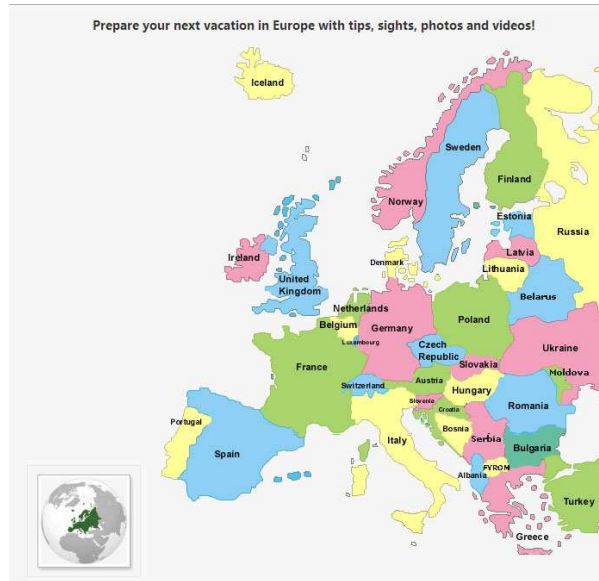 Prepare your next vacation in Europe with tips, sights, photos and videos!
Iceland
Sweden
Finland
Norway
Estonia
Russia
Latvia
Ireland
Denmark
Lithuania
United
Kingdom
Belarus
Netherlands
Belgium
Germany
Poland
Luxembourg
Czech
Republic
Ukraine
France
Slovakia
Moldova
Switzerland
Austria
Hungary
Slovenia
Croatia
Romania
Portugal
Bosnia
Spain
Italy
Serbia
Bulgaria
Albania
FYROM
Turkey
Greece